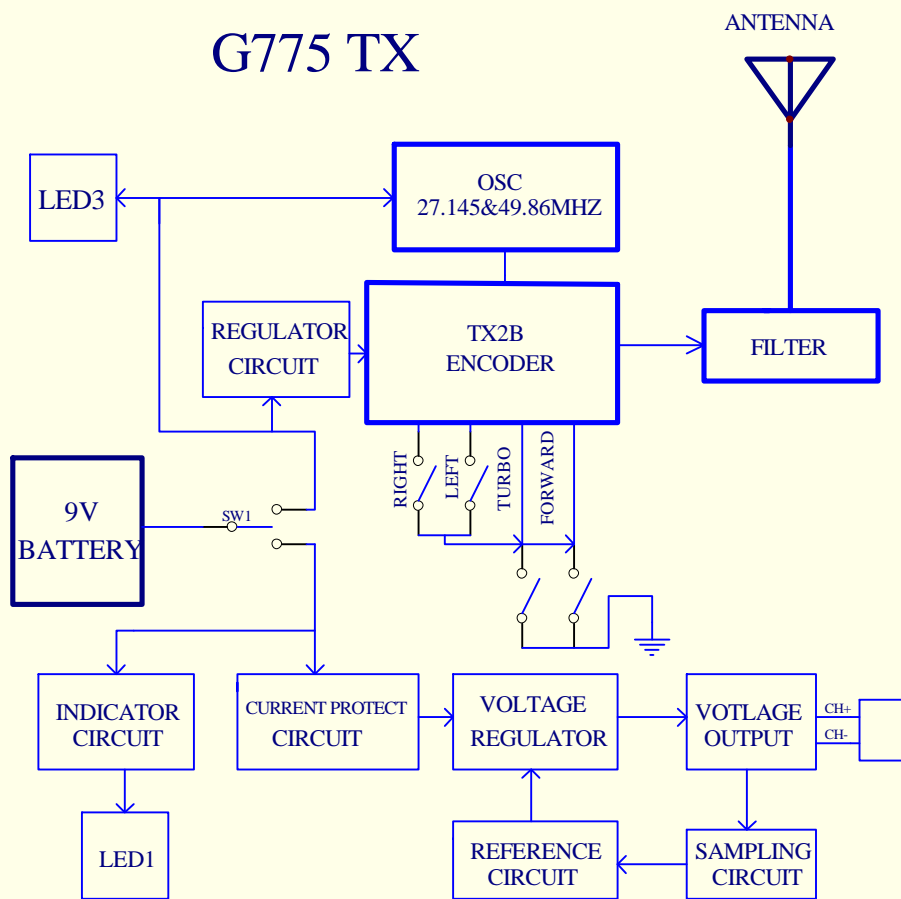 G775 TX
ANTENNA
LED3
OSC
27.145&49.86MHZ
REGULATOR
CIRCUIT
TX2B
ENCODER
FILTER
RIGHT
LEFT
TURBO
FORWARD
9V
BATTERY
SW1
INDICATOR
CIRCUIT
CURRENT PROTECT
CIRCUIT
VOLTAGE
REGULATOR
VOTLAGE
OUTPUT
CH+
CH-
LED1
REFERENCE
CIRCUIT
SAMPLING
CIRCUIT